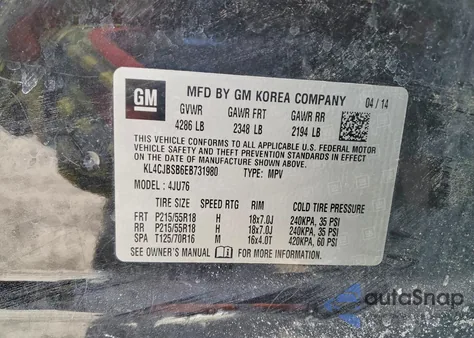 GM
MFD BY GM KOREA COMPANY 04/14
GVWR GAWR FRT GAWR RR
4286 LB 2348 LB 2194 LB
THIS VEHICLE CONFORMS TO ALL APPLICABLE U.S. FEDERAL MOTOR
VEHICLE SAFETY, BUMPER, AND THEFT PREVENTION STANDARDS IN EFFECT
ON THE DATE OF MANUFACTURE SHOWN ABOVE.
KL4CJBSB6EB731980 TYPE: MPV
MODEL: 4JU76
TIRE SIZE SPEED RTG RIM COLD TIRE PRESSURE
FRT P215/55R18 H 18x7.0J 240KPA, 35 PSI
RR P215/55R18 H 18x7.0J 240KPA, 35 PSI
SPA T125/70R16 M 16x4.0T 420KPA, 60 PSI
SEE OWNER'S MANUAL FOR MORE INFORMATION.
autoSnap